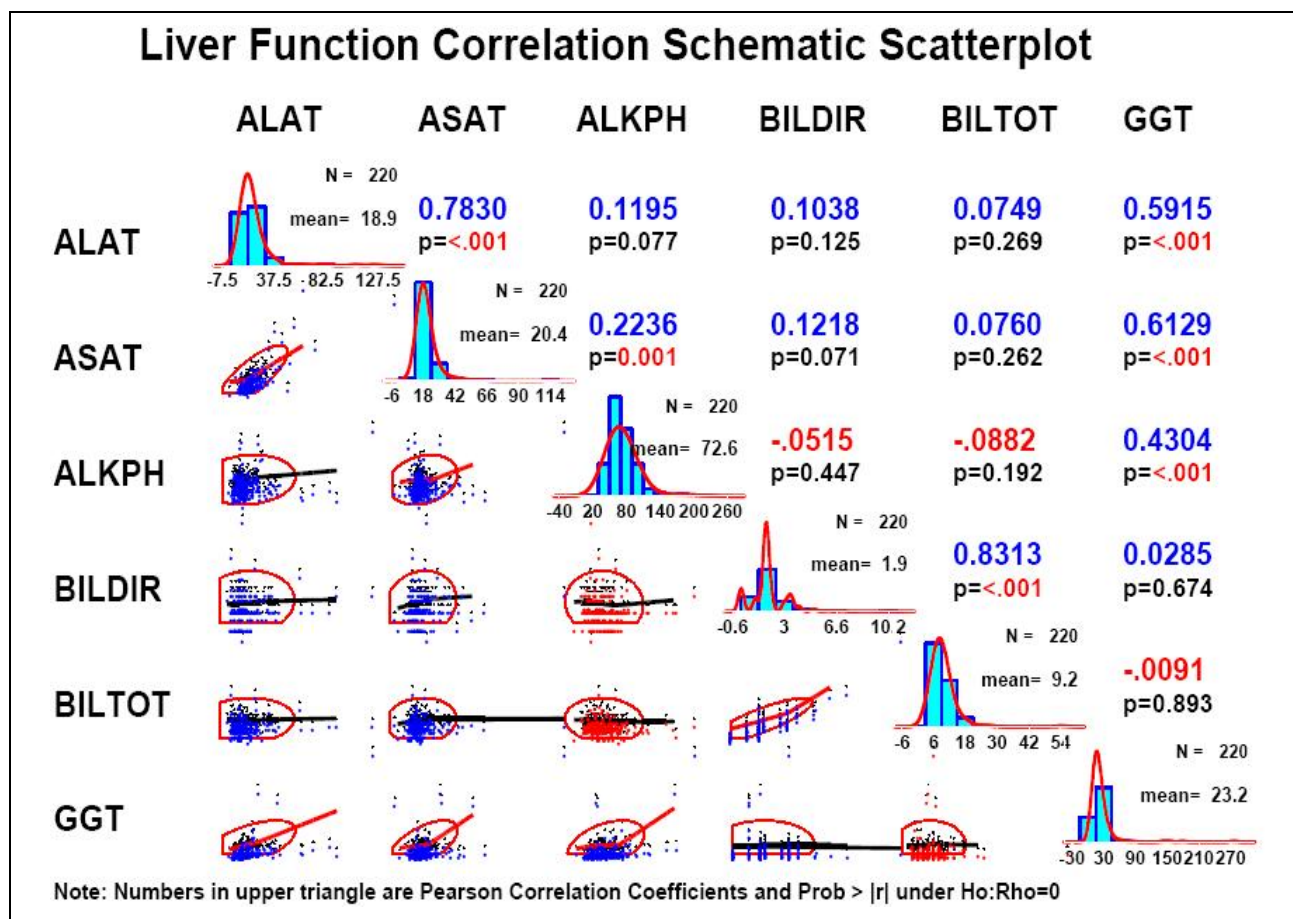 Liver Function Correlation Schematic Scatterplot
ALAT ASAT ALKPH BILDIR BILTOT GGT
ALAT
N = 220
mean= 18.9
-7.5 37.5 82.5 127.5
0.7830
p=<.001
0.1195
p=0.077
0.1038
p=0.125
0.0749
p=0.269
0.5915
p=<.001
ASAT
N = 220
mean= 20.4
-6 18 42 66 90 114
0.2236
p=0.001
0.1218
p=0.071
0.0760
p=0.262
0.6129
p=<.001
ALKPH
N = 220
mean= 72.6
-40 20 80 140 200 260
-.0515
p=0.447
-.0882
p=0.192
0.4304
p=<.001
BILDIR
N = 220
mean= 1.9
-0.6 3 6.6 10.2
0.8313
p=<.001
0.0285
p=0.674
BILTOT
N = 220
mean= 9.2
-6 6 18 30 42 54
-.0091
p=0.893
GGT
N = 220
mean= 23.2
-30 30 90 150 210 270
Note: Numbers in upper triangle are Pearson Correlation Coefficients and Prob > |r| under Ho:Rho=0